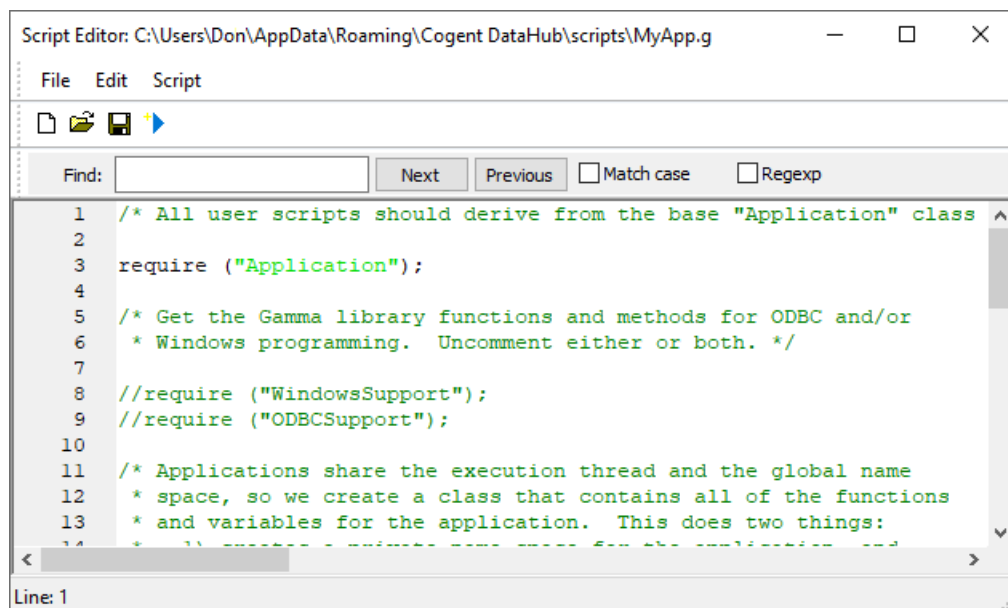 Script Editor: C:\Users\Don\AppData\Roaming\Cogent DataHub\scripts\MyApp.g
File Edit Script
Find: Next Previous Match case Regexp
1 /* All user scripts should derive from the base "Application" class
2
3 require ("Application");
4
5 /* Get the Gamma library functions and methods for ODBC and/or
6 * Windows programming.  Uncomment either or both. */
7
8 //require ("WindowsSupport");
9 //require ("ODBCSupport");
10
11 /* Applications share the execution thread and the global name
12 * space, so we create a class that contains all of the functions
13 * and variables for the application.  This does two things:
Line: 1